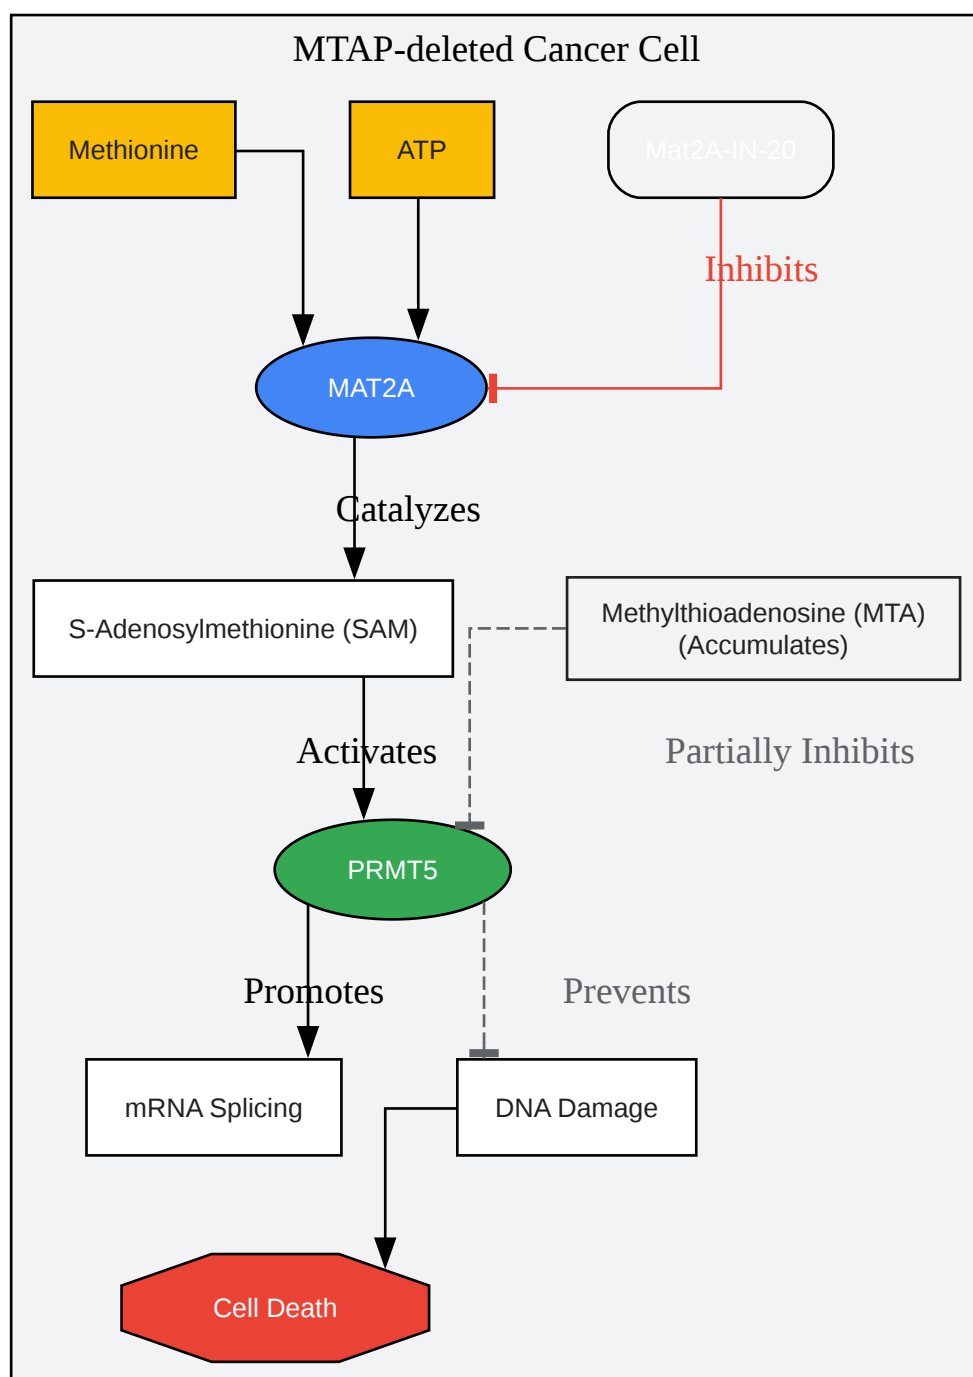 MTAP-deleted Cancer Cell
Methionine
ATP
Mat2A-IN-20
Inhibits
MAT2A
Catalyzes
S-Adenosylmethionine (SAM)
Methylthioadenosine (MTA)
(Accumulates)
Activates
Partially Inhibits
PRMT5
Promotes
Prevents
mRNA Splicing
DNA Damage
Cell Death